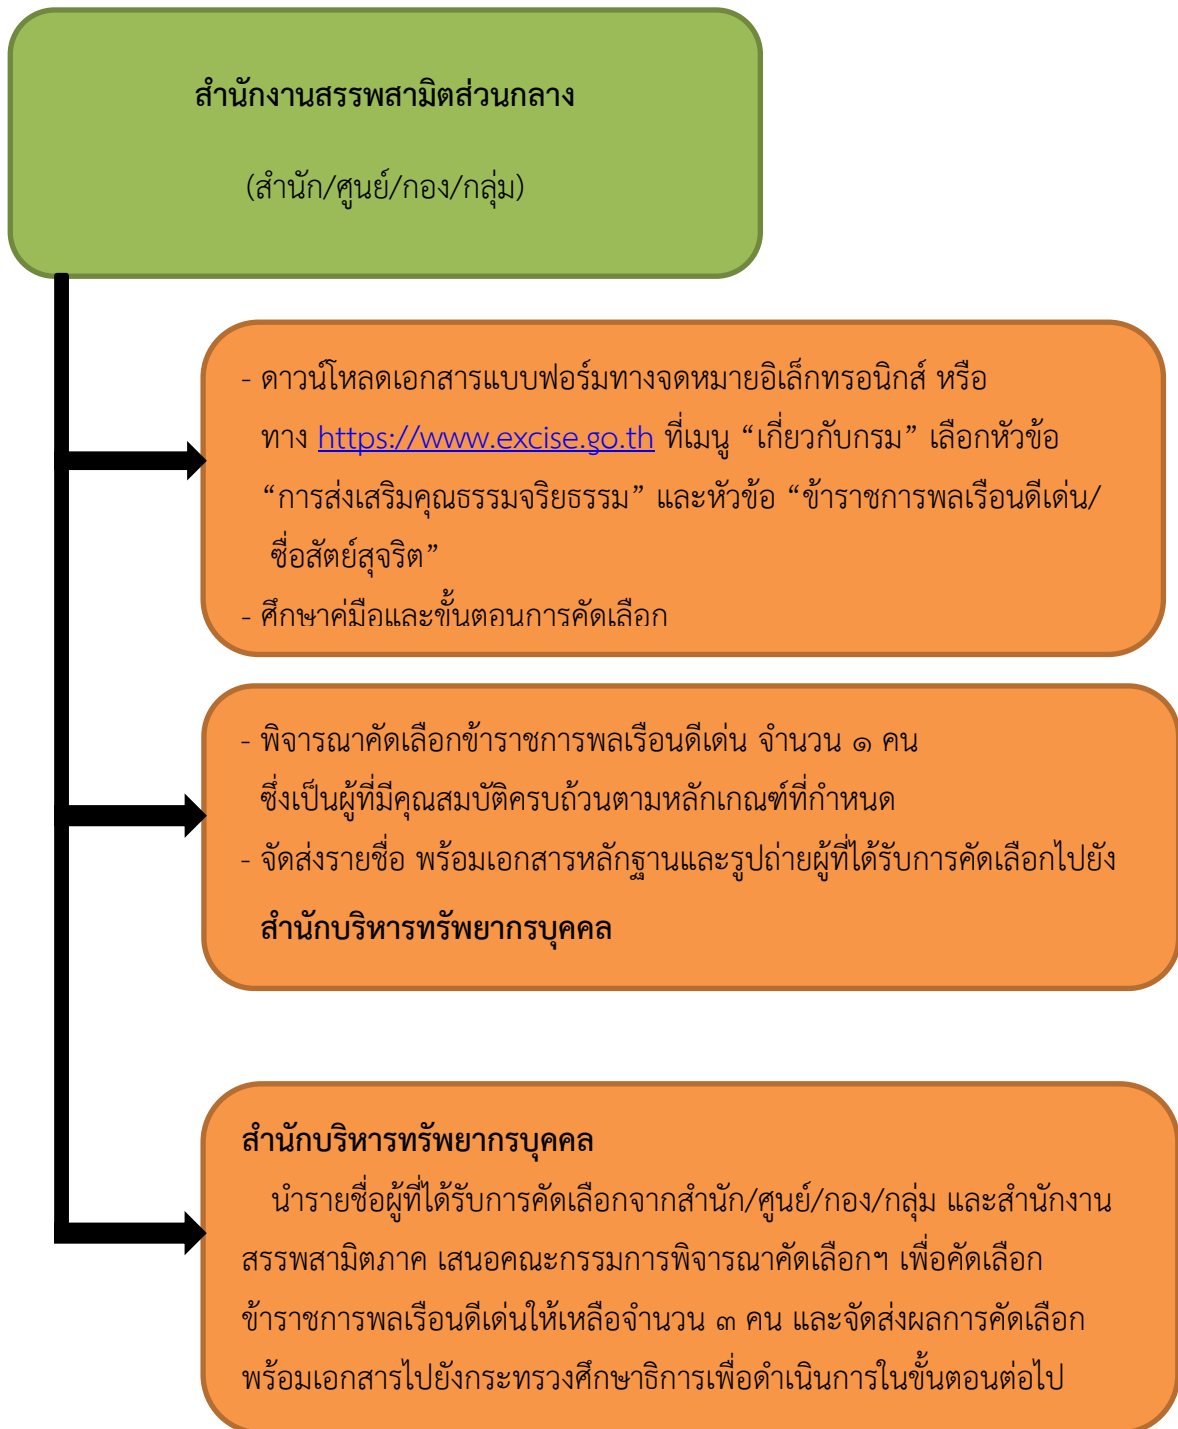 สำนักงานสรรพสามิตส่วนกลาง
(สำนัก/ศูนย์/กอง/กลุ่ม)
- ดาวน์โหลดเอกสารแบบฟอร์มทางจดหมายอิเล็กทรอนิกส์ หรือ
ทาง https://www.excise.go.th ที่เมนู “เกี่ยวกับกรม” เลือกหัวข้อ
“การส่งเสริมคุณธรรมจริยธรรม” และหัวข้อ “ข้าราชการพลเรือนดีเด่น/
ซื่อสัตย์สุจริต”
- ศึกษาคู่มือและขั้นตอนการคัดเลือก
- พิจารณาคัดเลือกข้าราชการพลเรือนดีเด่น จำนวน ๑ คน
ซึ่งเป็นผู้ที่มีคุณสมบัติครบถ้วนตามหลักเกณฑ์ที่กำหนด
- จัดส่งรายชื่อ พร้อมเอกสารหลักฐานและรูปถ่ายผู้ที่ได้รับการคัดเลือกไปยัง
สำนักบริหารทรัพยากรบุคคล
สำนักบริหารทรัพยากรบุคคล
นำรายชื่อผู้ที่ได้รับการคัดเลือกจากสำนัก/ศูนย์/กอง/กลุ่ม และสำนักงาน
สรรพสามิตภาค เสนอคณะกรรมการพิจารณาคัดเลือกฯ เพื่อคัดเลือก
ข้าราชการพลเรือนดีเด่นให้เหลือจำนวน ๓ คน และจัดส่งผลการคัดเลือก
พร้อมเอกสารไปยังกระทรวงศึกษาธิการเพื่อดำเนินการในขั้นตอนต่อไป